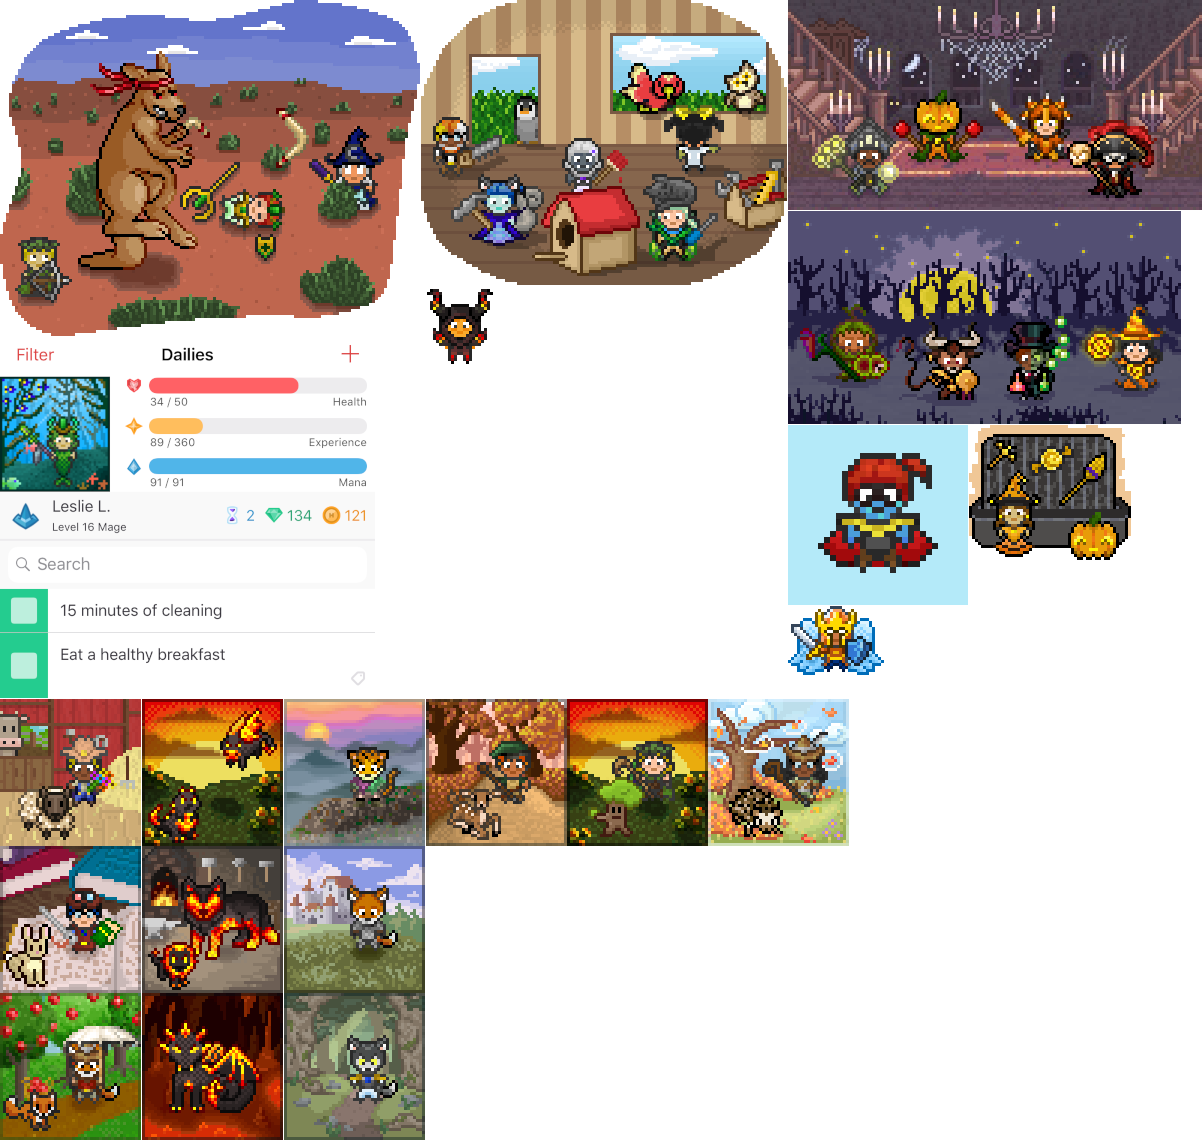 Filter
Dailies
+
34 / 50
Health
89 / 360
Experience
91 / 91
Mana
Leslie L.
Level 16 Mage
2
134
121
Search
15 minutes of cleaning
Eat a healthy breakfast